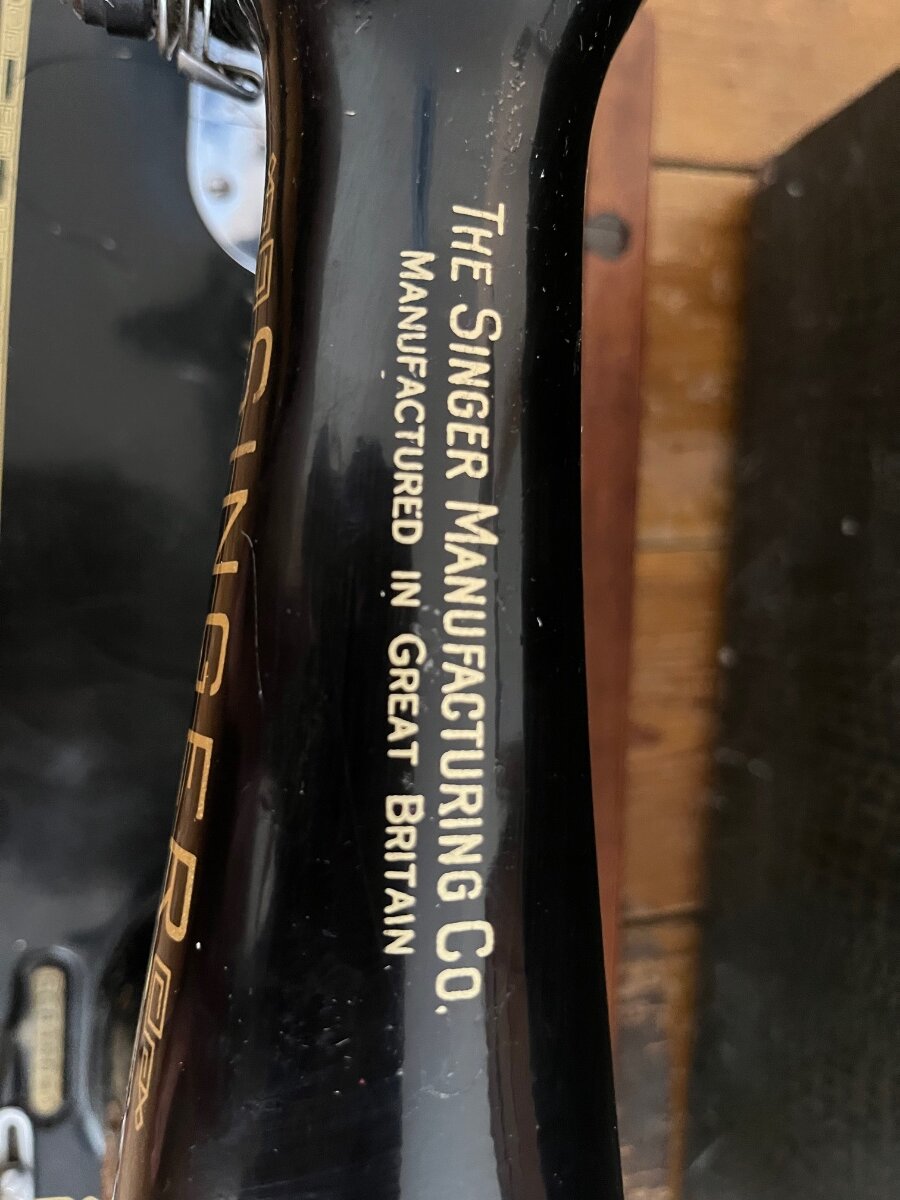 The Singer Manufacturing Co.
Manufactured in Great Britain
SINGER